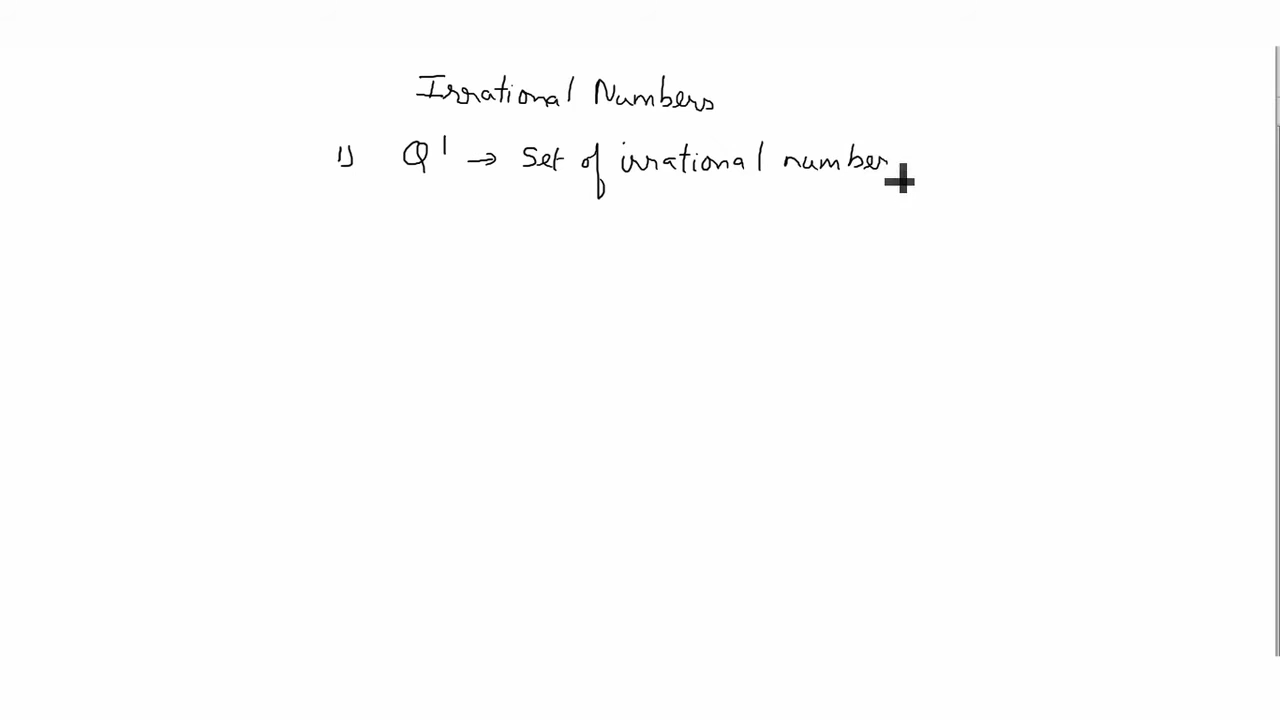 Irrational Numbers
1) Q' → Set of irrational number